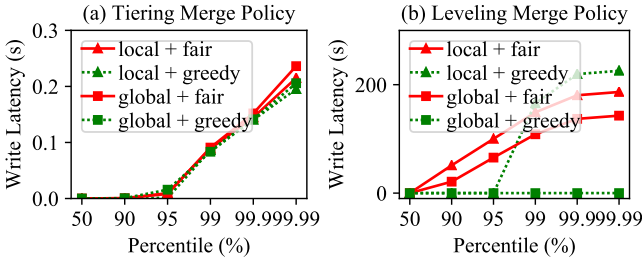 (a) Tiering Merge Policy
Write Latency (s)
0.3
0.2
0.1
0.0
local + fair
local + greedy
global + fair
global + greedy
50 90 95 99 99.9 99.99
Percentile (%)
(b) Leveling Merge Policy
Write Latency (s)
200
0
local + fair
local + greedy
global + fair
global + greedy
50 90 95 99 99.9 99.99
Percentile (%)